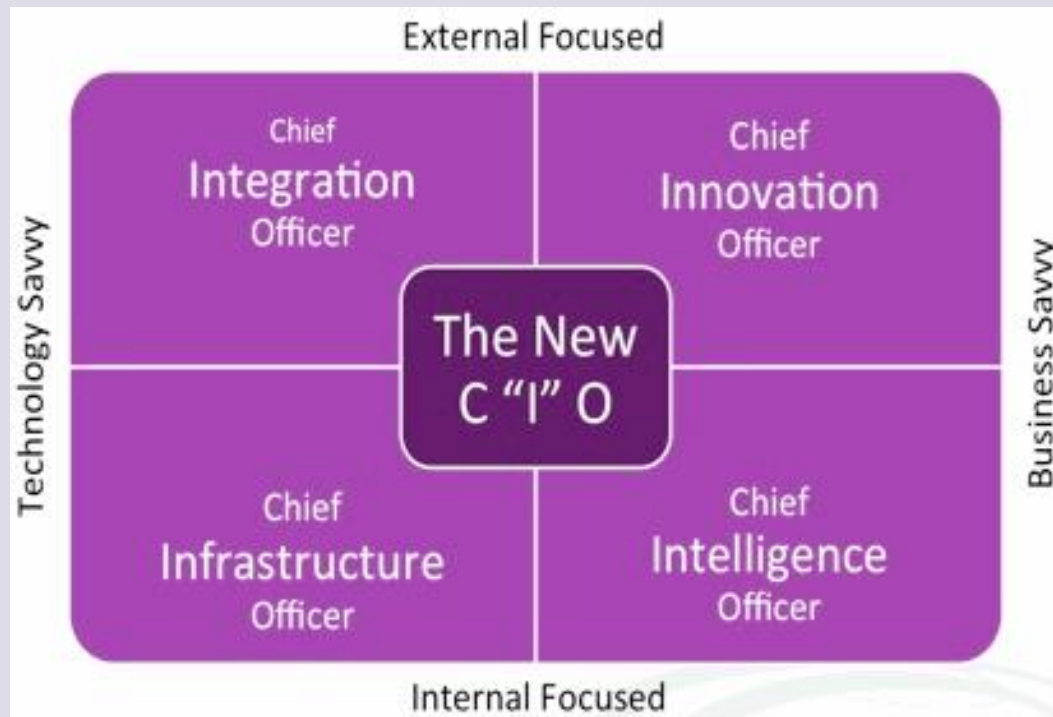 External Focused
Technology Savvy
Chief
Integration
Officer
Chief
Innovation
Officer
Business Savvy
The New
C “I” O
Chief
Infrastructure
Officer
Chief
Intelligence
Officer
Internal Focused